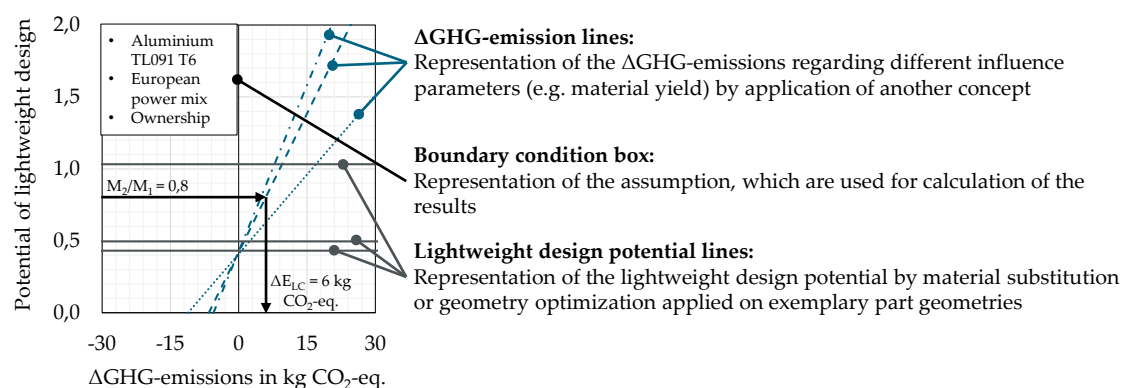 Potential of lightweight design
2,0
1,5
1,0
0,5
0,0
• Aluminium
TL091 T6
• European
power mix
• Ownership
M₂/M₁ = 0,8
ΔE_LC = 6 kg
CO₂-eq.
-30 -15 0 15 30
ΔGHG-emissions in kg CO₂-eq.
ΔGHG-emission lines:
Representation of the ΔGHG-emissions regarding different influence
parameters (e.g. material yield) by application of another concept
Boundary condition box:
Representation of the assumption, which are used for calculation of the
results
Lightweight design potential lines:
Representation of the lightweight design potential by material substitution
or geometry optimization applied on exemplary part geometries